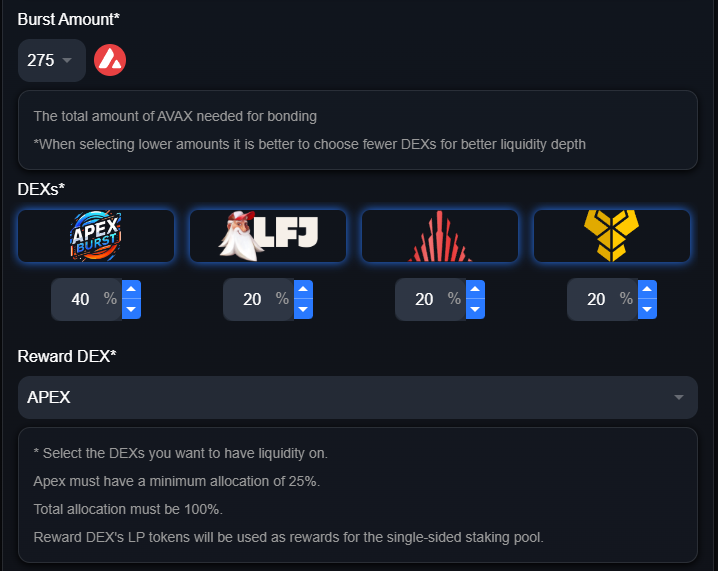 Burst Amount*
275
The total amount of AVAX needed for bonding
*When selecting lower amounts it is better to choose fewer DEXs for better liquidity depth
DEXs*
APEX
BURST
LFJ
40 %
20 %
20 %
20 %
Reward DEX*
APEX
* Select the DEXs you want to have liquidity on.
Apex must have a minimum allocation of 25%.
Total allocation must be 100%.
Reward DEX's LP tokens will be used as rewards for the single-sided staking pool.